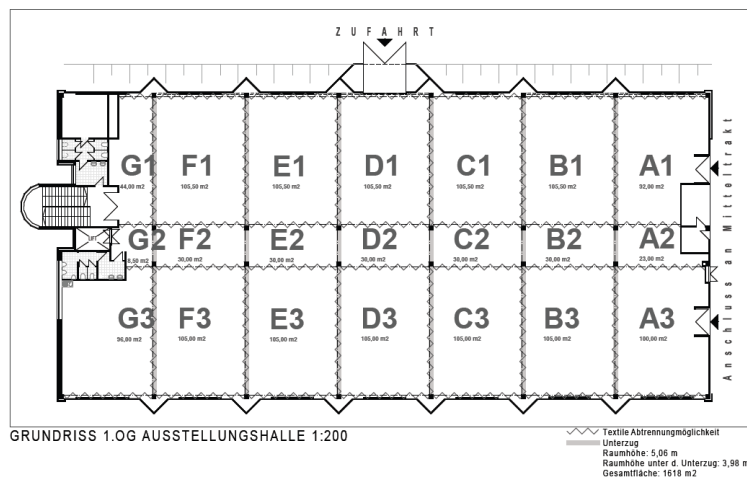 ZUFAHRT
G1 F1 E1 D1 C1 B1 A1
44,00 m2 105,50 m2 105,50 m2 105,50 m2 105,50 m2 105,50 m2 92,00 m2
LIFT
G2 F2 E2 D2 C2 B2 A2
8,50 m2 30,00 m2 30,00 m2 30,00 m2 30,00 m2 30,00 m2 23,00 m2
G3 F3 E3 D3 C3 B3 A3
105,00 m2 105,00 m2 105,00 m2 105,00 m2 105,00 m2 100,00 m2
Anschluss an Mitteltrakt
GRUNDRISS 1.OG AUSSTELLUNGSHALLE 1:200
Textile Abtrennungmöglichkeit
Unterzug
Raumhöhe: 5,06 m
Raumhöhe unter d. Unterzug: 3,98 m
Gesamtfläche: 1618 m2